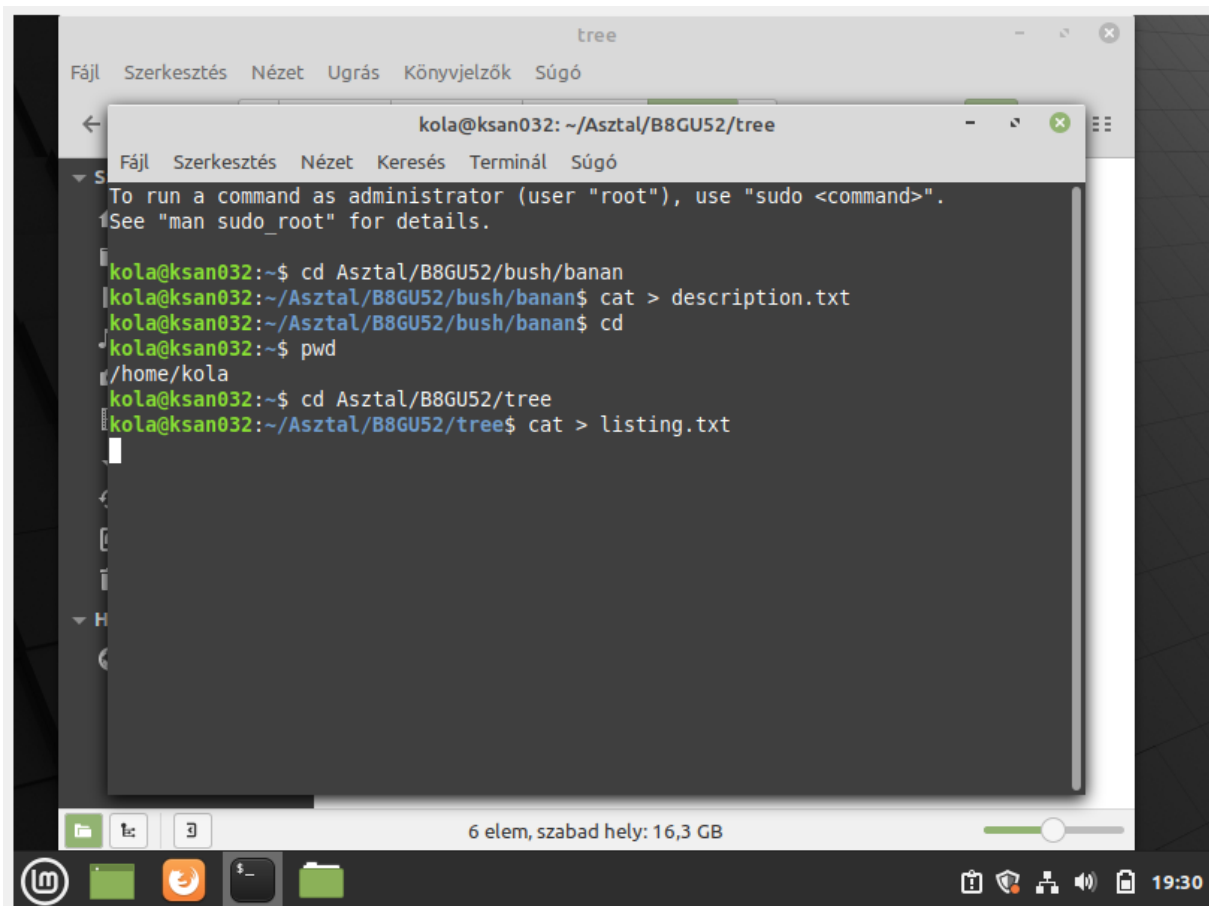 tree
Fájl Szerkesztés Nézet Ugrás Könyvjelzők Súgó
kola@ksan032: ~/Asztal/B8GU52/tree
Fájl Szerkesztés Nézet Keresés Terminál Súgó
To run a command as administrator (user "root"), use "sudo <command>".
See "man sudo_root" for details.
kola@ksan032:~$ cd Asztal/B8GU52/bush/banan
kola@ksan032:~/Asztal/B8GU52/bush/banan$ cat > description.txt
kola@ksan032:~/Asztal/B8GU52/bush/banan$ cd
kola@ksan032:~$ pwd
/home/kola
kola@ksan032:~$ cd Asztal/B8GU52/tree
kola@ksan032:~/Asztal/B8GU52/tree$ cat > listing.txt
6 elem, szabad hely: 16,3 GB
19:30